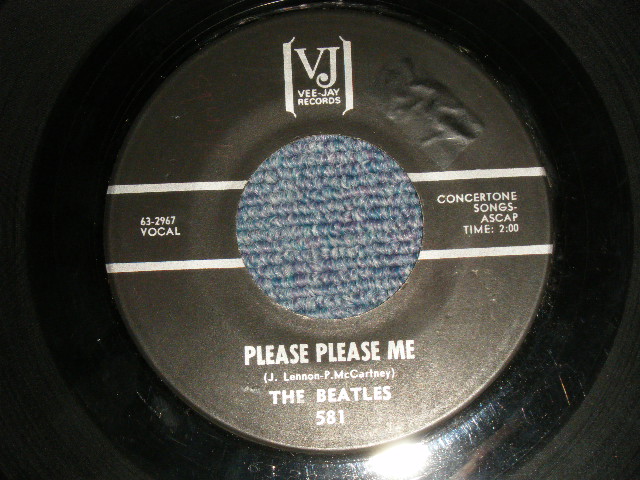 VJ
VEE-JAY
RECORDS
63-2967
VOCAL
CONCERTONE
SONGS-
ASCAP
TIME: 2:00
PLEASE PLEASE ME
(J. Lennon-P.McCartney)
THE BEATLES
581